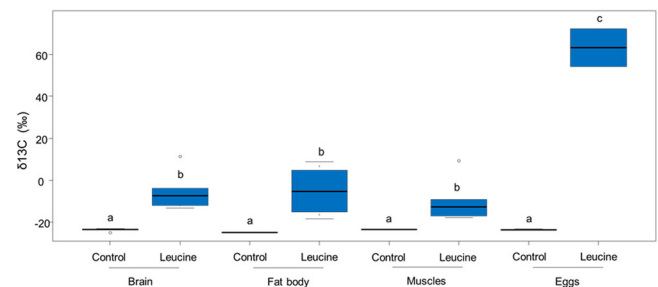 c
60
40
δ13C (‰)
20
b
b
b
0
a
a
a
a
-20
Control Leucine Control Leucine Control Leucine Control Leucine
Brain Fat body Muscles Eggs